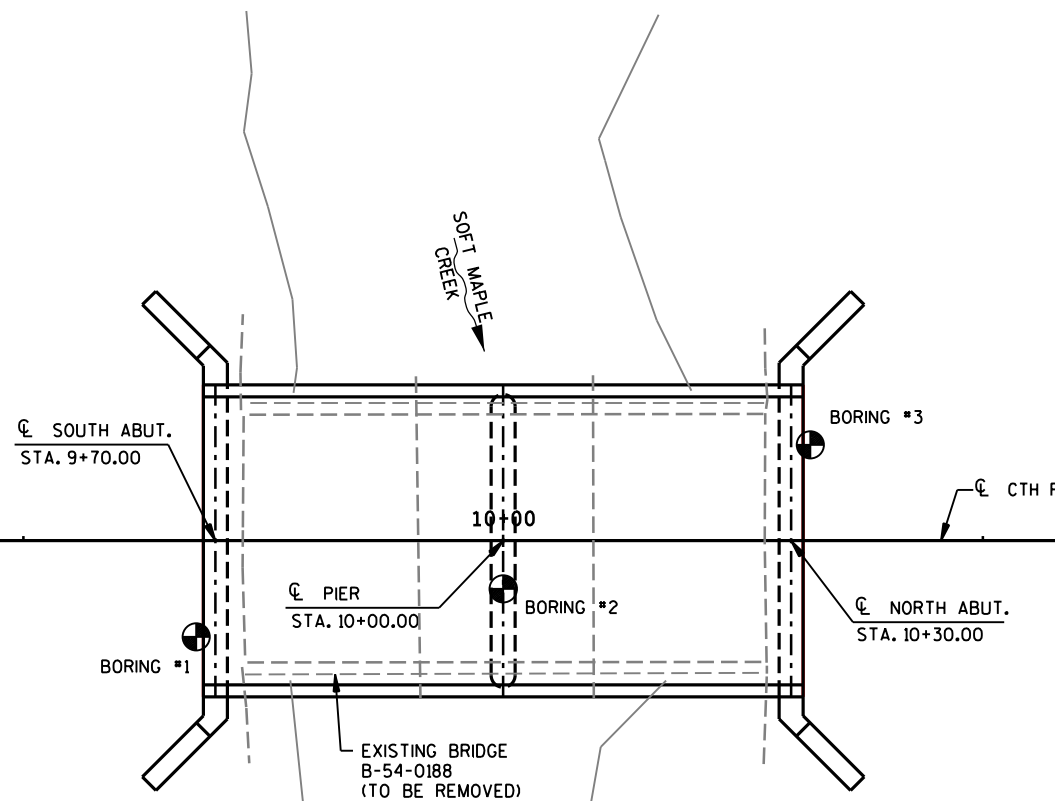 SOFT MAPLE
CREEK
BORING #3
℄ SOUTH ABUT.
STA. 9+70.00
℄ CTH F
10+00
℄ PIER
STA. 10+00.00
BORING #2
℄ NORTH ABUT.
STA. 10+30.00
BORING #1
EXISTING BRIDGE
B-54-0188
(TO BE REMOVED)